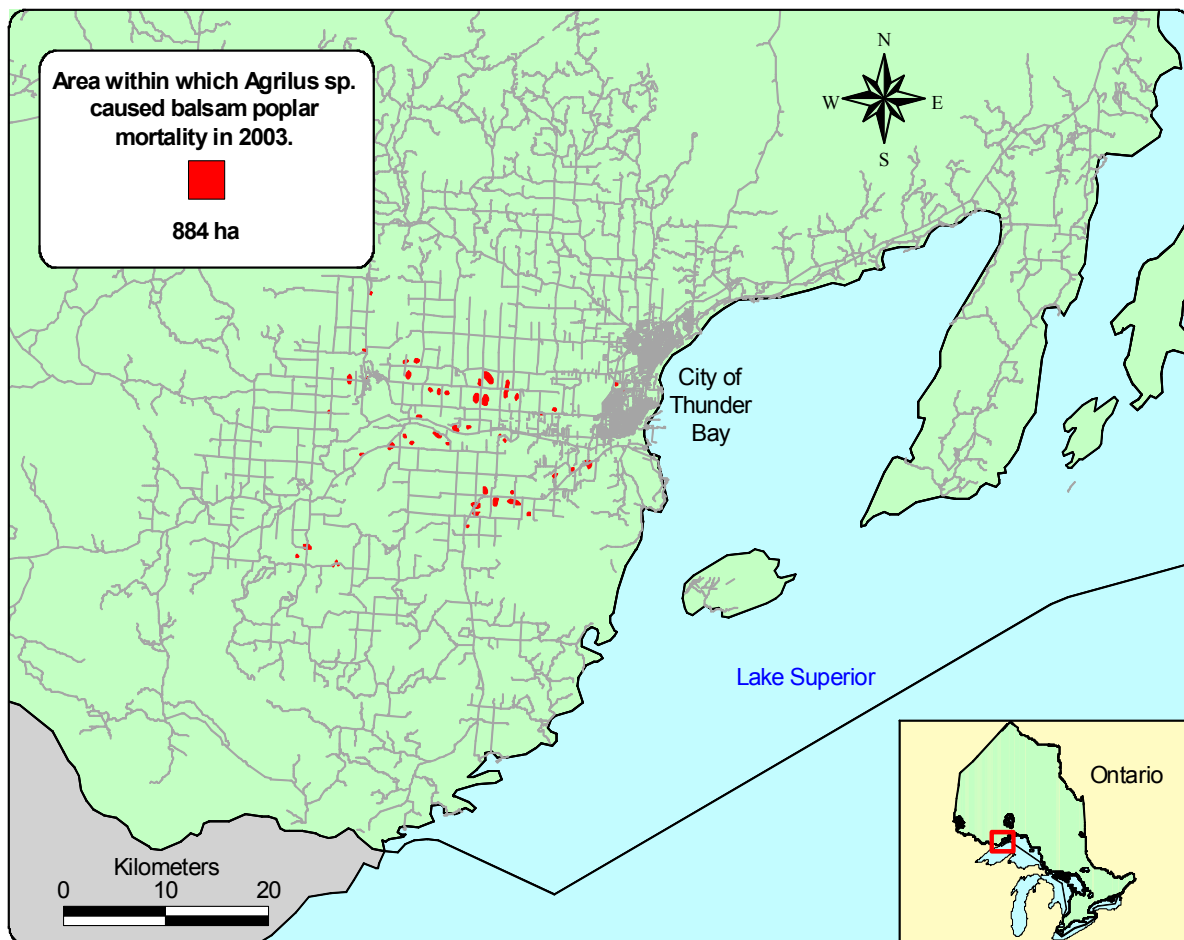 Area within which Agrilus sp.
caused balsam poplar
mortality in 2003.
884 ha
N
W
E
S
City of
Thunder
Bay
Lake Superior
Ontario
Kilometers
0 10 20